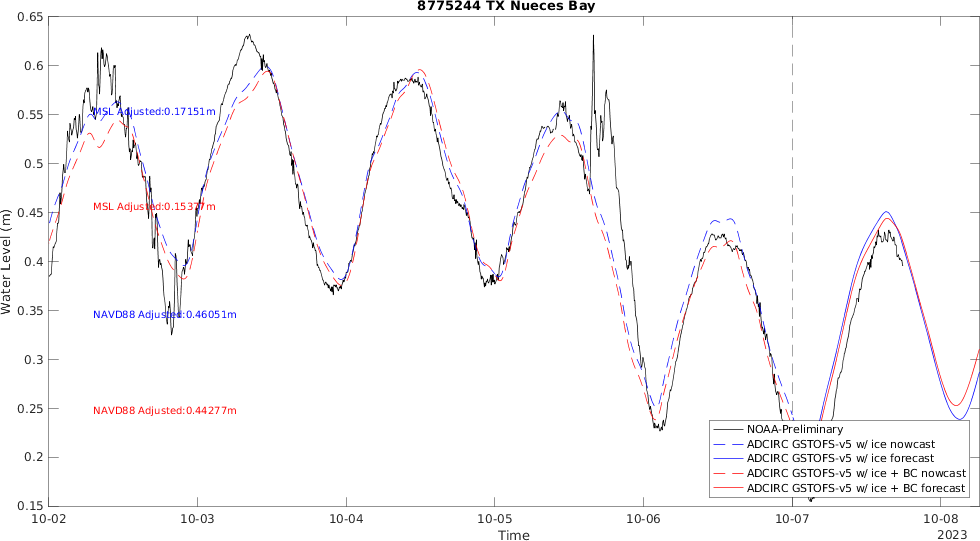 8775244 TX Nueces Bay
0.65
0.6
0.55
0.5
0.45
0.4
0.35
0.3
0.25
0.2
0.15
Water Level (m)
MSL Adjusted:0.17151m
MSL Adjusted:0.15377m
NAVD88 Adjusted:0.46051m
NAVD88 Adjusted:0.44277m
NOAA-Preliminary
ADCIRC GSTOFS-v5 w/ ice nowcast
ADCIRC GSTOFS-v5 w/ ice forecast
ADCIRC GSTOFS-v5 w/ ice + BC nowcast
ADCIRC GSTOFS-v5 w/ ice + BC forecast
10-02 10-03 10-04 10-05 10-06 10-07 10-08
Time
2023